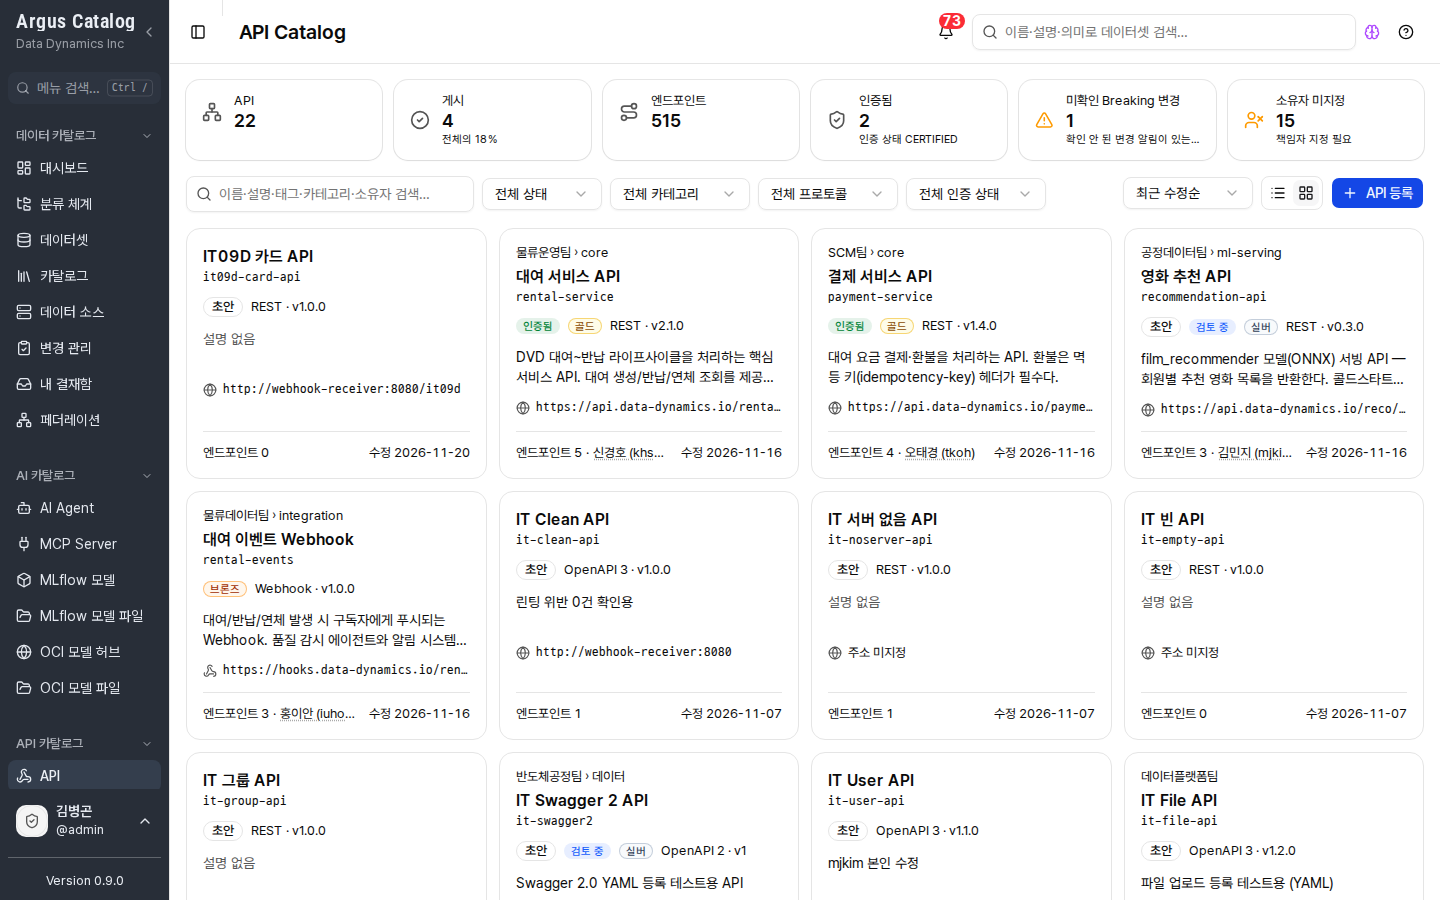 Argus Catalog
Data Dynamics Inc
메뉴 검색... Ctrl /
데이터 카탈로그
대시보드
분류 체계
데이터셋
카탈로그
데이터 소스
변경 관리
내 결재함
페더레이션
AI 카탈로그
AI Agent
MCP Server
MLflow 모델
MLflow 모델 파일
OCI 모델 허브
OCI 모델 파일
API 카탈로그
API
김병곤
@admin
Version 0.9.0
API Catalog
73
이름·설명·의미로 데이터셋 검색...
API
22
게시
4
전체의 18%
엔드포인트
515
인증됨
2
인증 상태 CERTIFIED
미확인 Breaking 변경
1
확인 안 된 변경 알림이 있는...
소유자 미지정
15
책임자 지정 필요
이름·설명·태그·카테고리·소유자 검색...
전체 상태
전체 카테고리
전체 프로토콜
전체 인증 상태
최근 수정순
API 등록
IT09D 카드 API
it09d-card-api
초안 REST · v1.0.0
설명 없음
http://webhook-receiver:8080/it09d
엔드포인트 0 수정 2026-11-20
물류운영팀 › core
대여 서비스 API
rental-service
인증됨 골드 REST · v2.1.0
DVD 대여~반납 라이프사이클을 처리하는 핵심
서비스 API. 대여 생성/반납/연체 조회를 제공...
https://api.data-dynamics.io/renta…
엔드포인트 5 · 신경호 (khs... 수정 2026-11-16
SCM팀 › core
결제 서비스 API
payment-service
인증됨 골드 REST · v1.4.0
대여 요금 결제·환불을 처리하는 API. 환불은 멱
등 키(idempotency-key) 헤더가 필수다.
https://api.data-dynamics.io/payme…
엔드포인트 4 · 오태경 (tkoh) 수정 2026-11-16
공정데이터팀 › ml-serving
영화 추천 API
recommendation-api
초안 검토 중 실버 REST · v0.3.0
film_recommender 모델(ONNX) 서빙 API —
회원별 추천 영화 목록을 반환한다. 콜드스타트...
https://api.data-dynamics.io/reco/…
엔드포인트 3 · 김민지 (mjki... 수정 2026-11-16
물류데이터팀 › integration
대여 이벤트 Webhook
rental-events
브론즈 Webhook · v1.0.0
대여/반납/연체 발생 시 구독자에게 푸시되는
Webhook. 품질 감시 에이전트와 알림 시스템...
https://hooks.data-dynamics.io/ren…
엔드포인트 3 · 홍이안 (iuho... 수정 2026-11-16
IT Clean API
it-clean-api
초안 OpenAPI 3 · v1.0.0
린팅 위반 0건 확인용
http://webhook-receiver:8080
엔드포인트 1 수정 2026-11-07
IT 서버 없음 API
it-noserver-api
초안 REST · v1.0.0
설명 없음
주소 미지정
엔드포인트 1 수정 2026-11-07
IT 빈 API
it-empty-api
초안 REST · v1.0.0
설명 없음
주소 미지정
엔드포인트 0 수정 2026-11-07
IT 그룹 API
it-group-api
초안 REST · v1.0.0
설명 없음
반도체공정팀 › 데이터
IT Swagger 2 API
it-swagger2
초안 검토 중 실버 OpenAPI 2 · v1
Swagger 2.0 YAML 등록 테스트용 API
IT User API
it-user-api
초안 OpenAPI 3 · v1.1.0
mjkim 본인 수정
데이터플랫폼팀
IT File API
it-file-api
초안 OpenAPI 3 · v1.2.0
파일 업로드 등록 테스트용 (YAML)